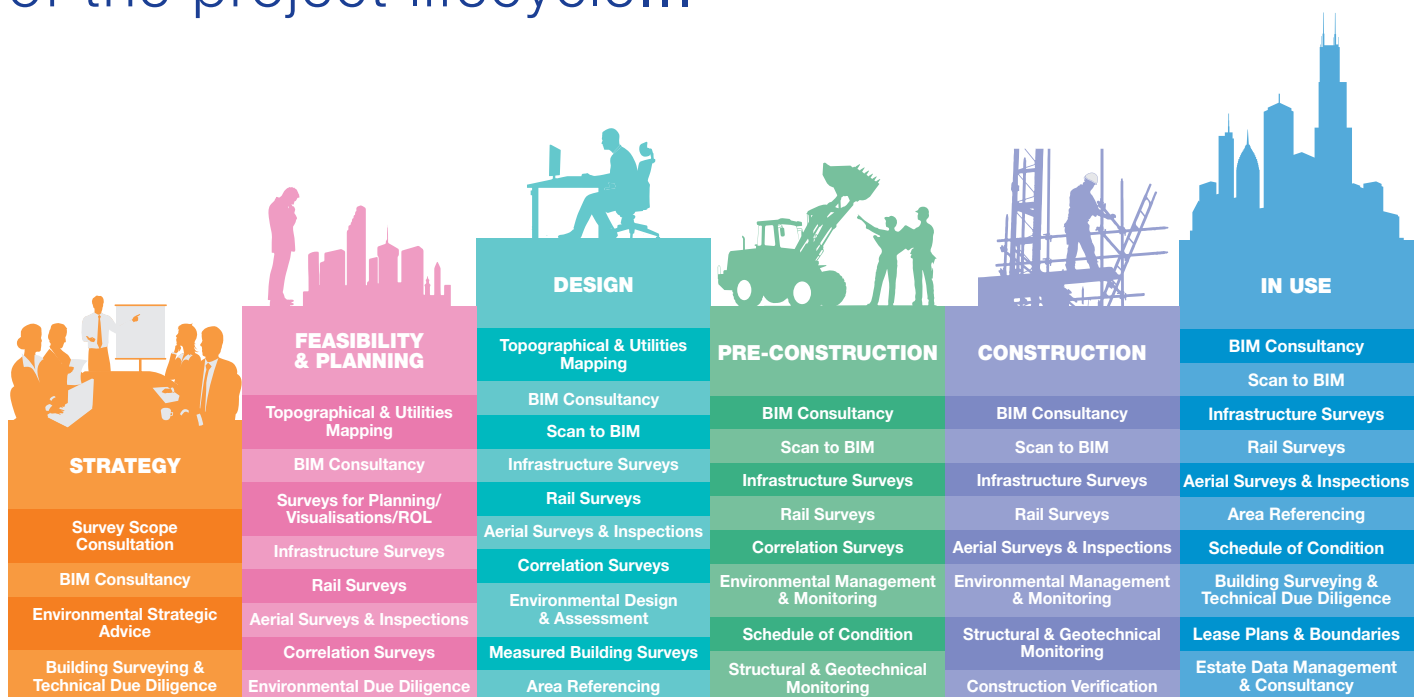 of the project lifecycle...
STRATEGY
Survey Scope
Consultation
BIM Consultancy
Environmental Strategic
Advice
Building Surveying &
Technical Due Diligence
FEASIBILITY
& PLANNING
Topographical & Utilities
Mapping
BIM Consultancy
Surveys for Planning/
Visualisations/ROL
Infrastructure Surveys
Rail Surveys
Aerial Surveys & Inspections
Correlation Surveys
Environmental Due Diligence
DESIGN
Topographical & Utilities
Mapping
BIM Consultancy
Scan to BIM
Infrastructure Surveys
Rail Surveys
Aerial Surveys & Inspections
Correlation Surveys
Environmental Design
& Assessment
Measured Building Surveys
Area Referencing
PRE-CONSTRUCTION
BIM Consultancy
Scan to BIM
Infrastructure Surveys
Rail Surveys
Correlation Surveys
Environmental Management
& Monitoring
Schedule of Condition
Structural & Geotechnical
Monitoring
CONSTRUCTION
BIM Consultancy
Scan to BIM
Infrastructure Surveys
Rail Surveys
Aerial Surveys & Inspections
Environmental Management
& Monitoring
Structural & Geotechnical
Monitoring
Construction Verification
IN USE
BIM Consultancy
Scan to BIM
Infrastructure Surveys
Rail Surveys
Aerial Surveys & Inspections
Area Referencing
Schedule of Condition
Building Surveying &
Technical Due Diligence
Lease Plans & Boundaries
Estate Data Management
& Consultancy